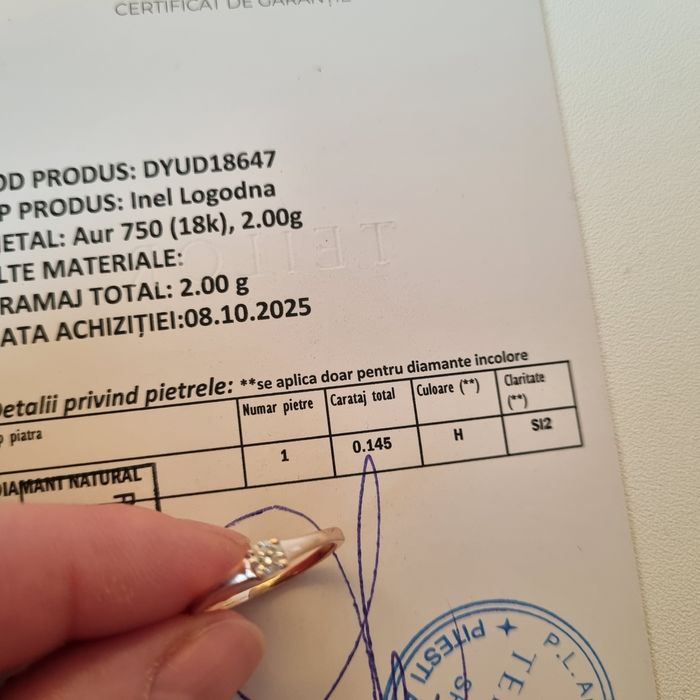 CERTIFICAT DE GARANȚIE
OD PRODUS: DYUD18647
P PRODUS: Inel Logodna
ETAL: Aur 750 (18k), 2.00g
LTE MATERIALE:
RAMAJ TOTAL: 2.00 g
ATA ACHIZIȚIEI:08.10.2025
etalii privind pietrele: **se aplica doar pentru diamante incolore
p piatra Numar pietre Carataj total Culoare (**) Claritate (**)
DIAMANT NATURAL 1 0.145 H SI2
PITESTI
P.L.A